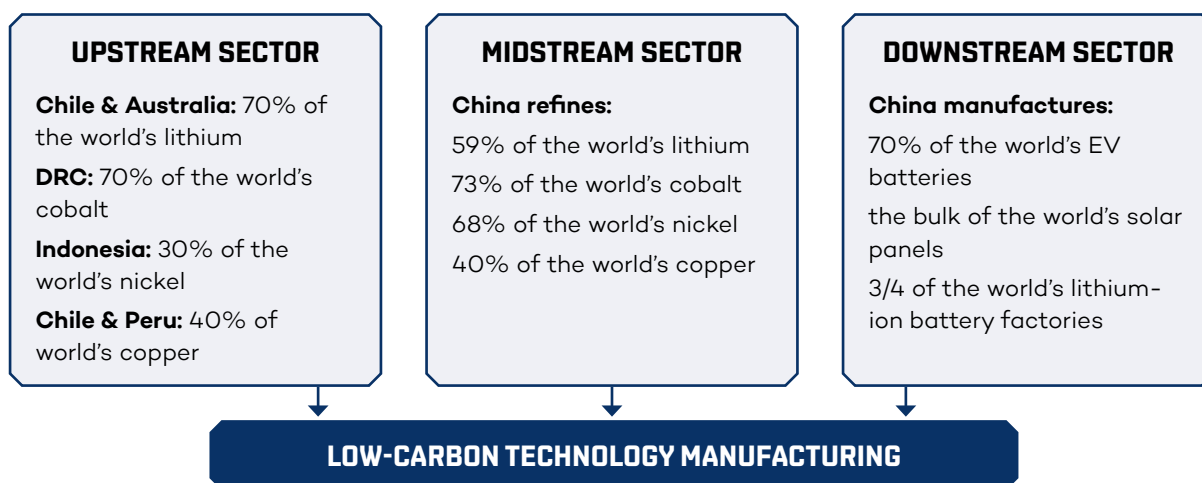 UPSTREAM SECTOR
Chile & Australia: 70% of
the world's lithium
DRC: 70% of the world's
cobalt
Indonesia: 30% of the
world's nickel
Chile & Peru: 40% of
world's copper
MIDSTREAM SECTOR
China refines:
59% of the world's lithium
73% of the world's cobalt
68% of the world's nickel
40% of the world's copper
DOWNSTREAM SECTOR
China manufactures:
70% of the world's EV
batteries
the bulk of the world's solar
panels
3/4 of the world's lithium-
ion battery factories
LOW-CARBON TECHNOLOGY MANUFACTURING